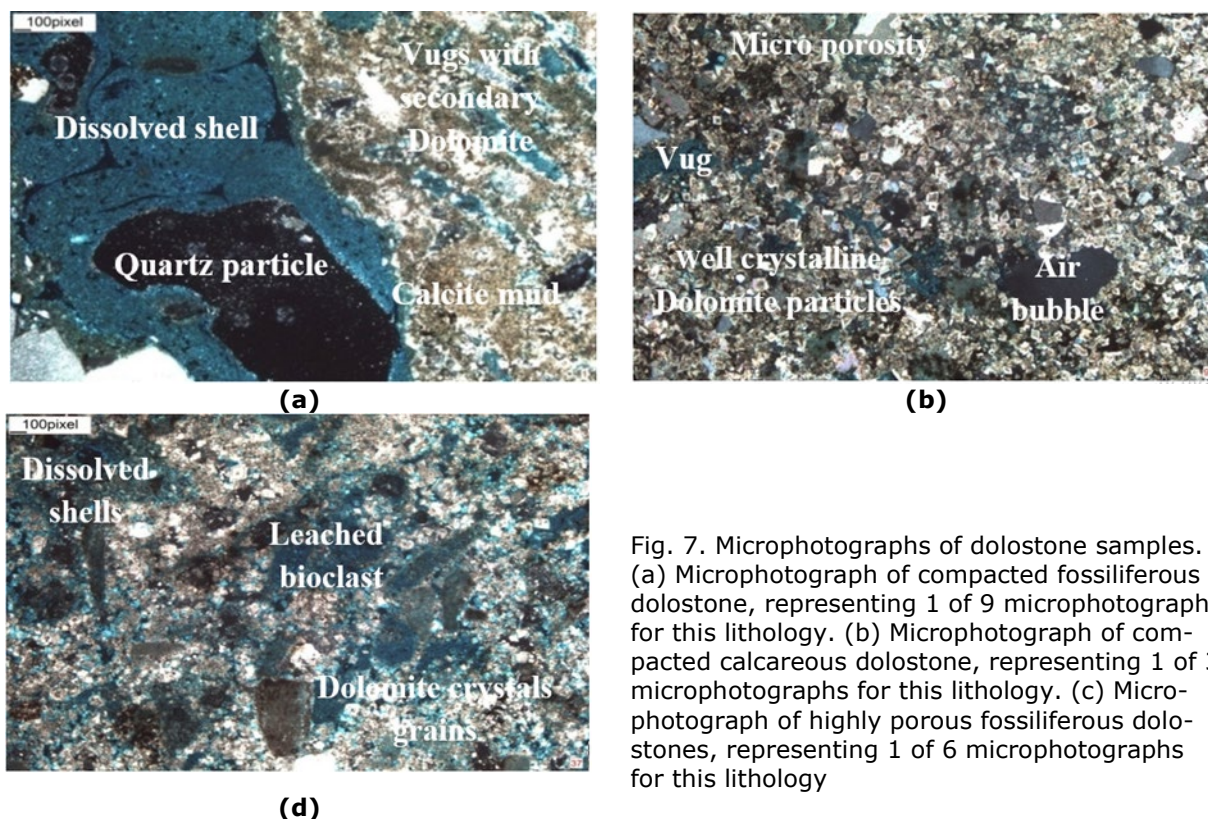 100pixel
Vugs with
secondary
Dolomite
Dissolved shell
Quartz particle
Calcite mud
(a)
Micro porosity
Vug
Well crystalline
Dolomite particles
Air
bubble
(b)
100pixel
Dissolved
shells
Leached
bioclast
Dolomite crystals
grains
37
(d)
Fig. 7. Microphotographs of dolostone samples.
(a) Microphotograph of compacted fossiliferous
dolostone, representing 1 of 9 microphotograph
for this lithology. (b) Microphotograph of com-
pacted calcareous dolostone, representing 1 of
microphotographs for this lithology. (c) Micro-
photograph of highly porous fossiliferous dolo-
stones, representing 1 of 6 microphotographs
for this lithology